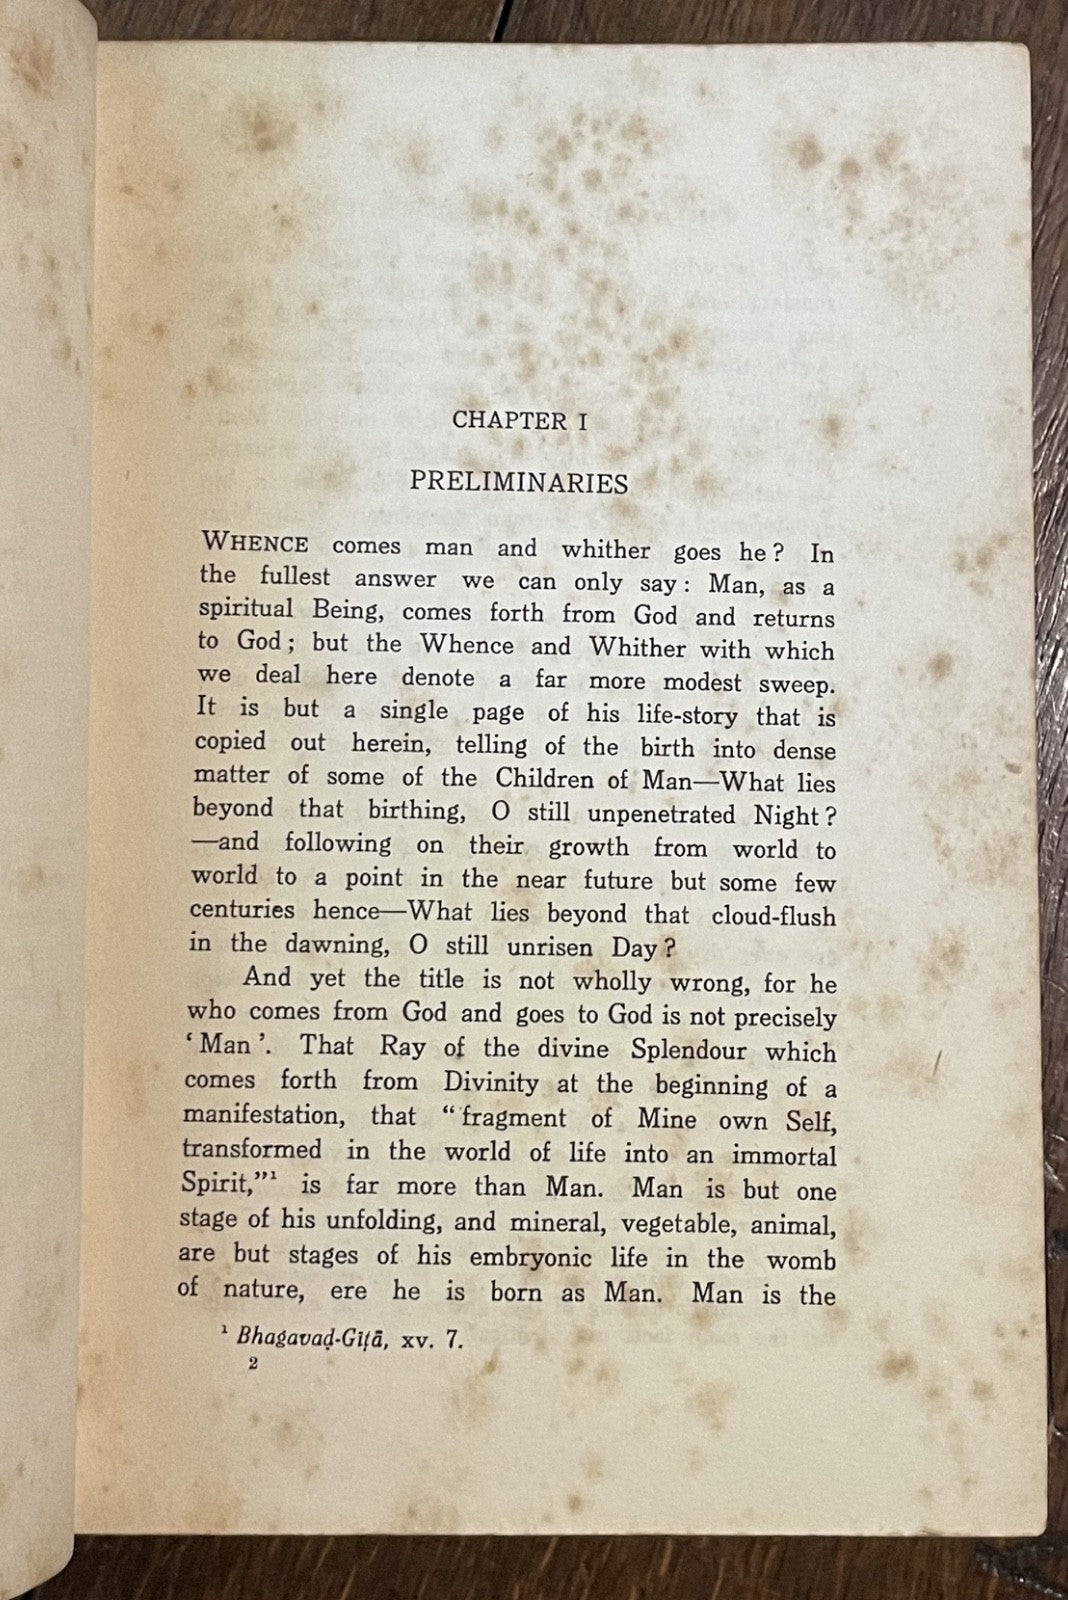 CHAPTER I
PRELIMINARIES
WHENCE comes man and whither goes he? In
the fullest answer we can only say: Man, as a
spiritual Being, comes forth from God and returns
to God; but the Whence and Whither with which
we deal here denote a far more modest sweep.
It is but a single page of his life-story that is
copied out herein, telling of the birth into dense
matter of some of the Children of Man—What lies
beyond that birthing, O still unpenetrated Night?
—and following on their growth from world to
world to a point in the near future but some few
centuries hence—What lies beyond that cloud-flush
in the dawning, O still unrisen Day?
And yet the title is not wholly wrong, for he
who comes from God and goes to God is not precisely
‘Man’. That Ray of the divine Splendour which
comes forth from Divinity at the beginning of a
manifestation, that “fragment of Mine own Self,
transformed in the world of life into an immortal
Spirit,”¹ is far more than Man. Man is but one
stage of his unfolding, and mineral, vegetable, animal,
are but stages of his embryonic life in the womb
of nature, ere he is born as Man. Man is the
¹ Bhagavaḍ-Gīṭā, xv. 7.
2